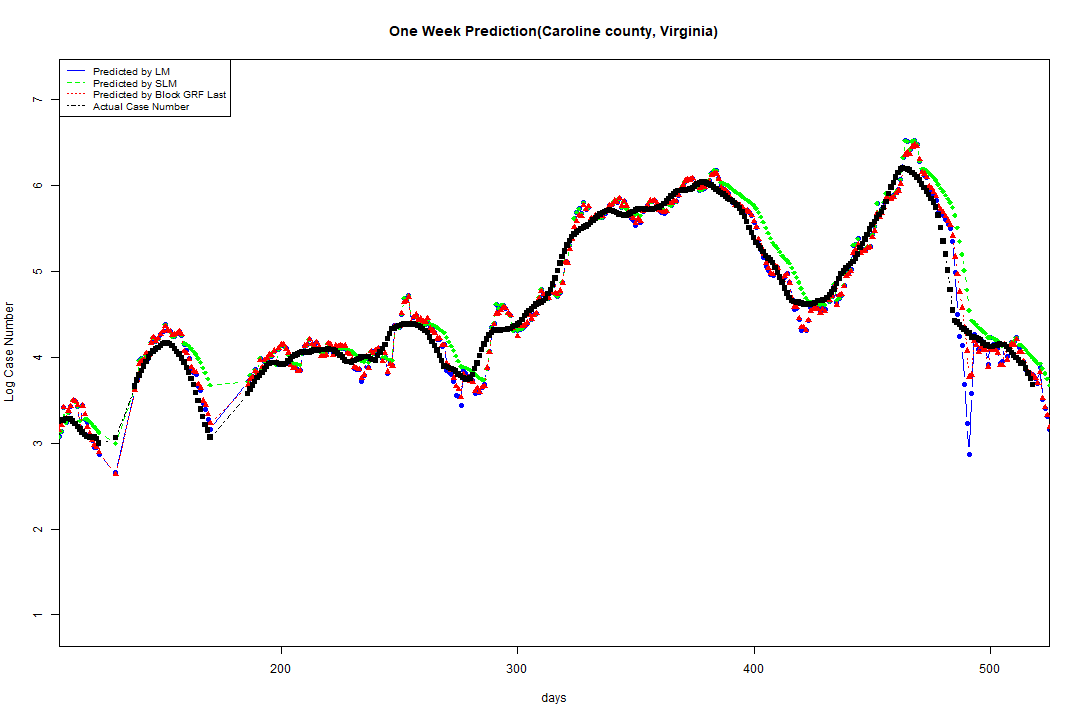 One Week Prediction(Caroline county, Virginia)
Predicted by LM
Predicted by SLM
Predicted by Block GRF Last
Actual Case Number
7
6
5
4
3
2
1
Log Case Number
200 300 400 500
days